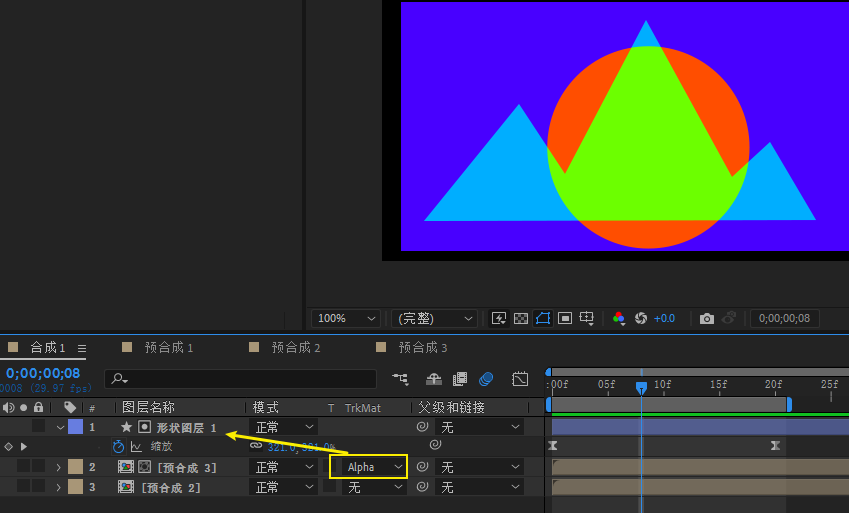 100%
(完整)
+0.0
0;00;00;08
合成1
预合成 1
预合成 2
预合成 3
0;00;00;08
0008 (29.97 fps)
:00f 05f 10f 15f 20f 25f
# 图层名称 模式 T TrkMat 父级和链接
1 形状图层 1 正常 无
缩放 321.0, 321.0%
2 [预合成 3] 正常 Alpha 无
3 [预合成 2] 正常 无 无